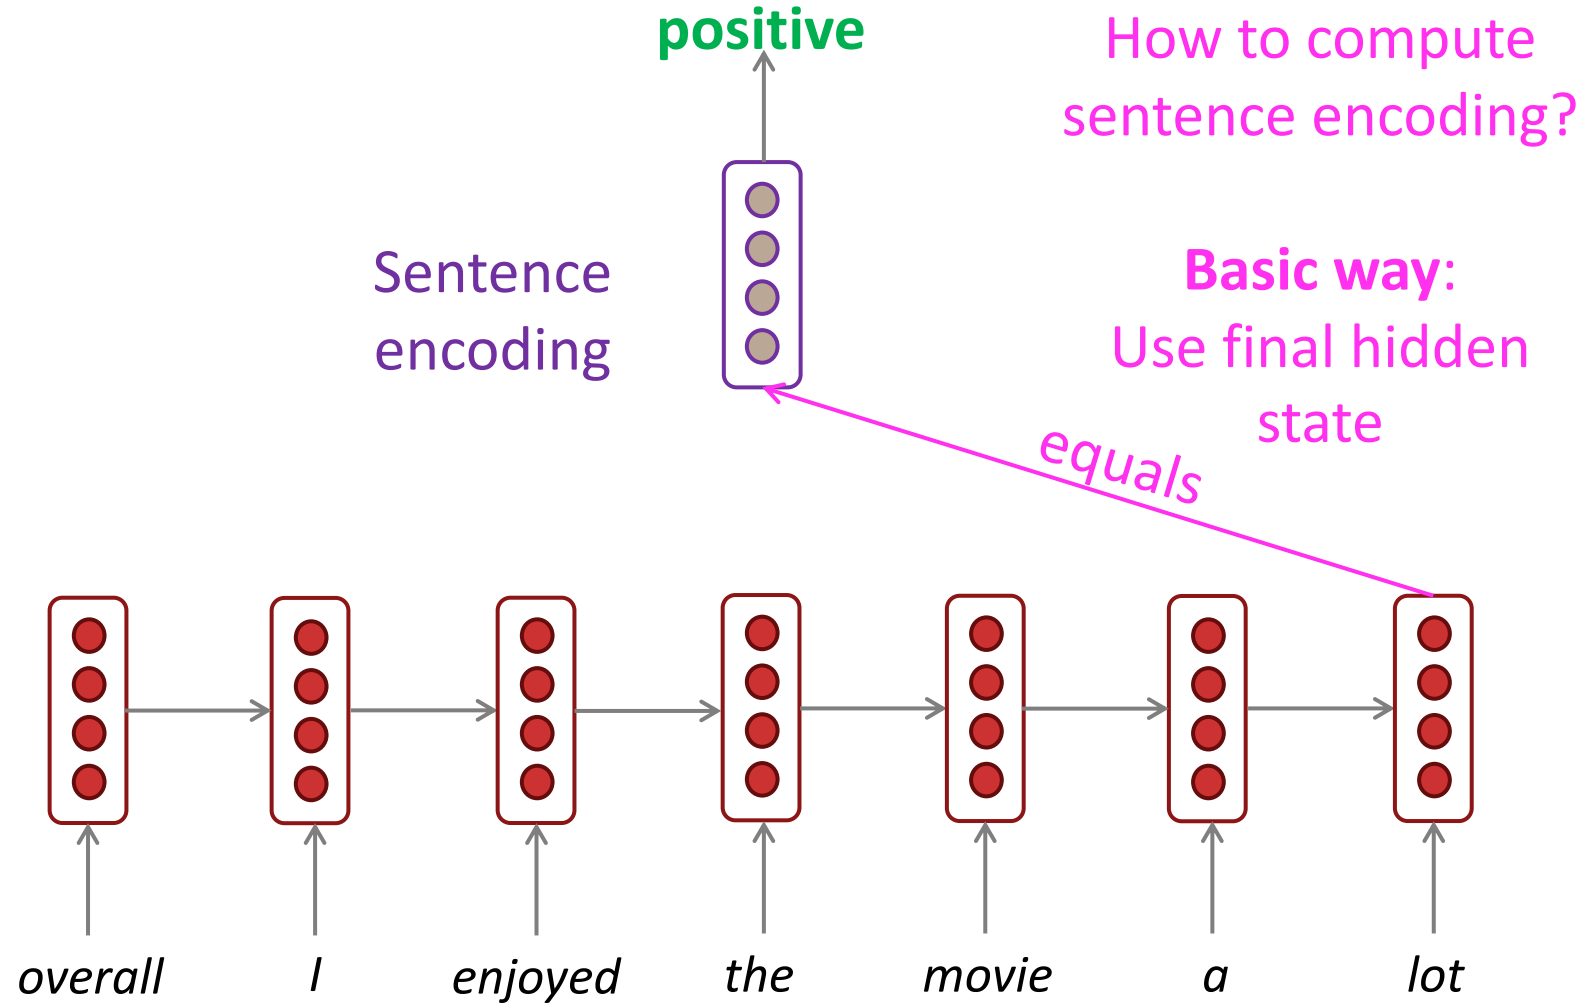 positive
How to compute
sentence encoding?
Sentence
encoding
Basic way:
Use final hidden
state
equals
overall I enjoyed the movie a lot